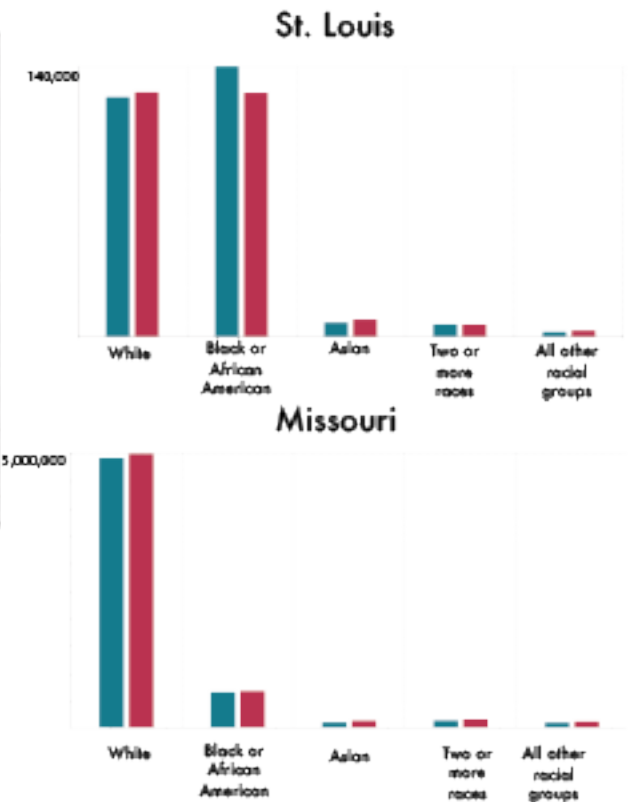 St. Louis
140,000
White
Black or
African
American
Asian
Two or
more
races
All other
racial
groups
Missouri
5,000,000
White
Black or
African
American
Asian
Two or
more
races
All other
racial
groups